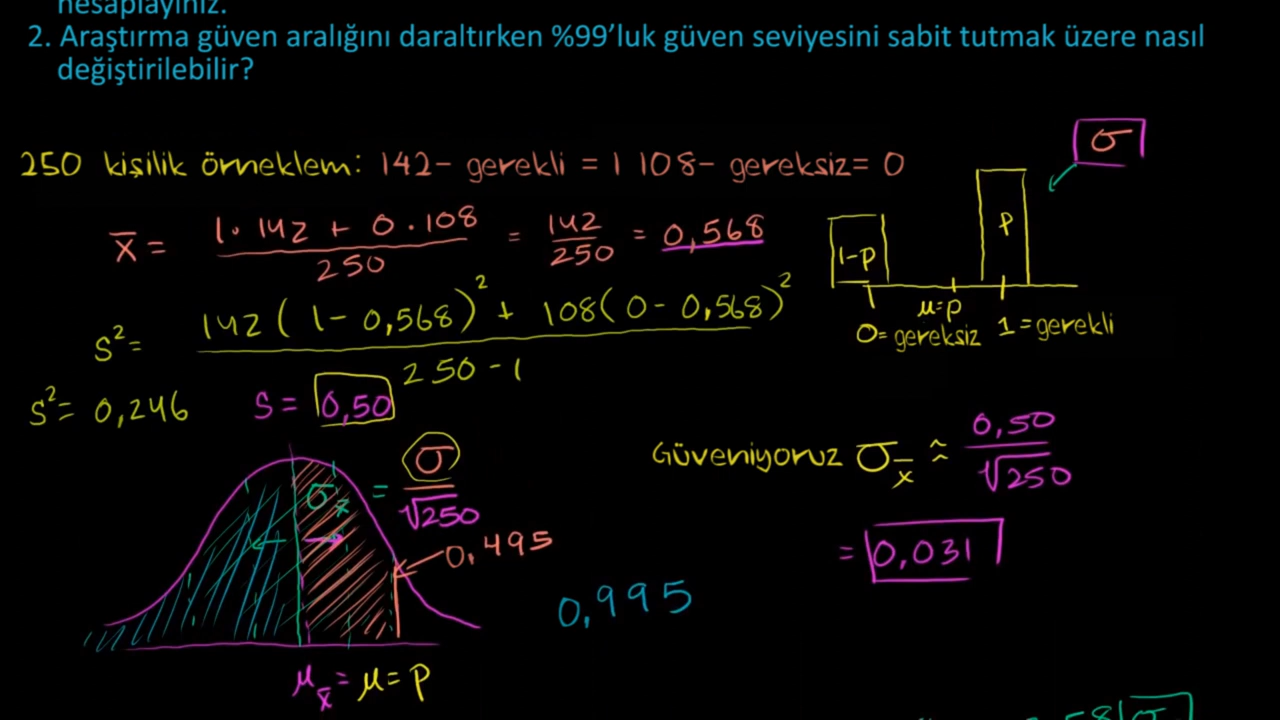 hesaplayınız.
2. Araştırma güven aralığını daraltırken %99'luk güven seviyesini sabit tutmak üzere nasıl
değiştirilebilir?
σ
250 kişilik örneklem: 142- gerekli = 1 108- gereksiz= 0
x̄ = (1·142 + 0·108)/250 = 142/250 = 0,568
1-p
p
μ=p
0= gereksiz 1=gerekli
s²= (142(1-0,568)² + 108(0-0,568)²)/(250-1)
s²= 0,246 S= 0,50
Güveniyoruz σx̄ ≈ 0,50/√250
σx̄ = σ/√250
= 0,031
0,495
0,995
μx̄ = μ= p